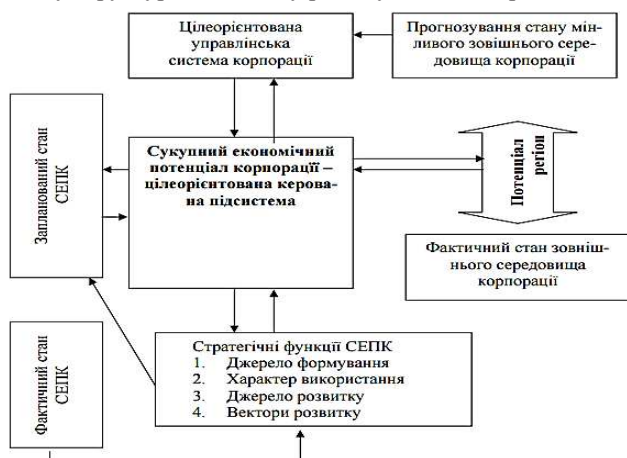 Цілеорієнтована
управлінська
система корпорації
Прогнозування стану мін-
ливого зовнішнього сере-
довища корпорації
Запланований стан
СЕПК
Сукупний економічний
потенціал корпорації –
цілеорієнтована керова-
на підсистема
Потенціал
регіон
Фактичний стан зовніш-
нього середовища
корпорації
Фактичний стан
СЕПК
Стратегічні функції СЕПК
1. Джерело формування
2. Характер використання
3. Джерело розвитку
4. Вектори розвитку